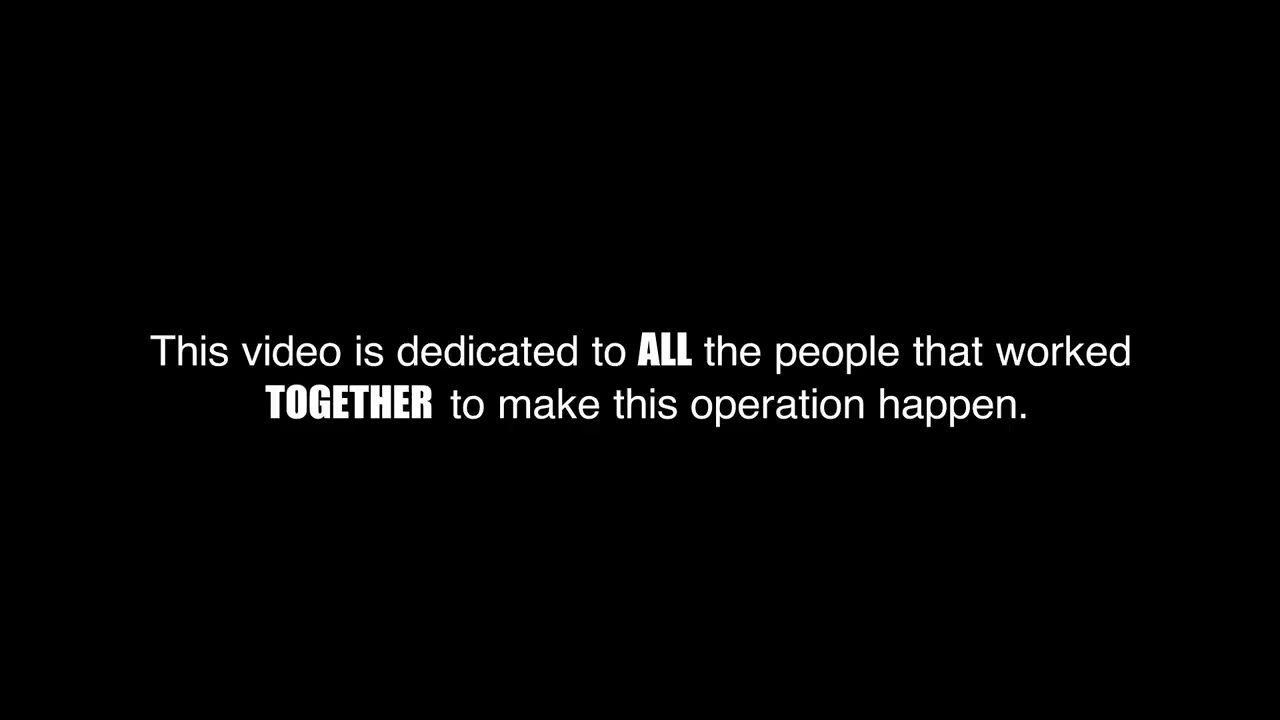 This video is dedicated to ALL the people that worked
TOGETHER to make this operation happen.